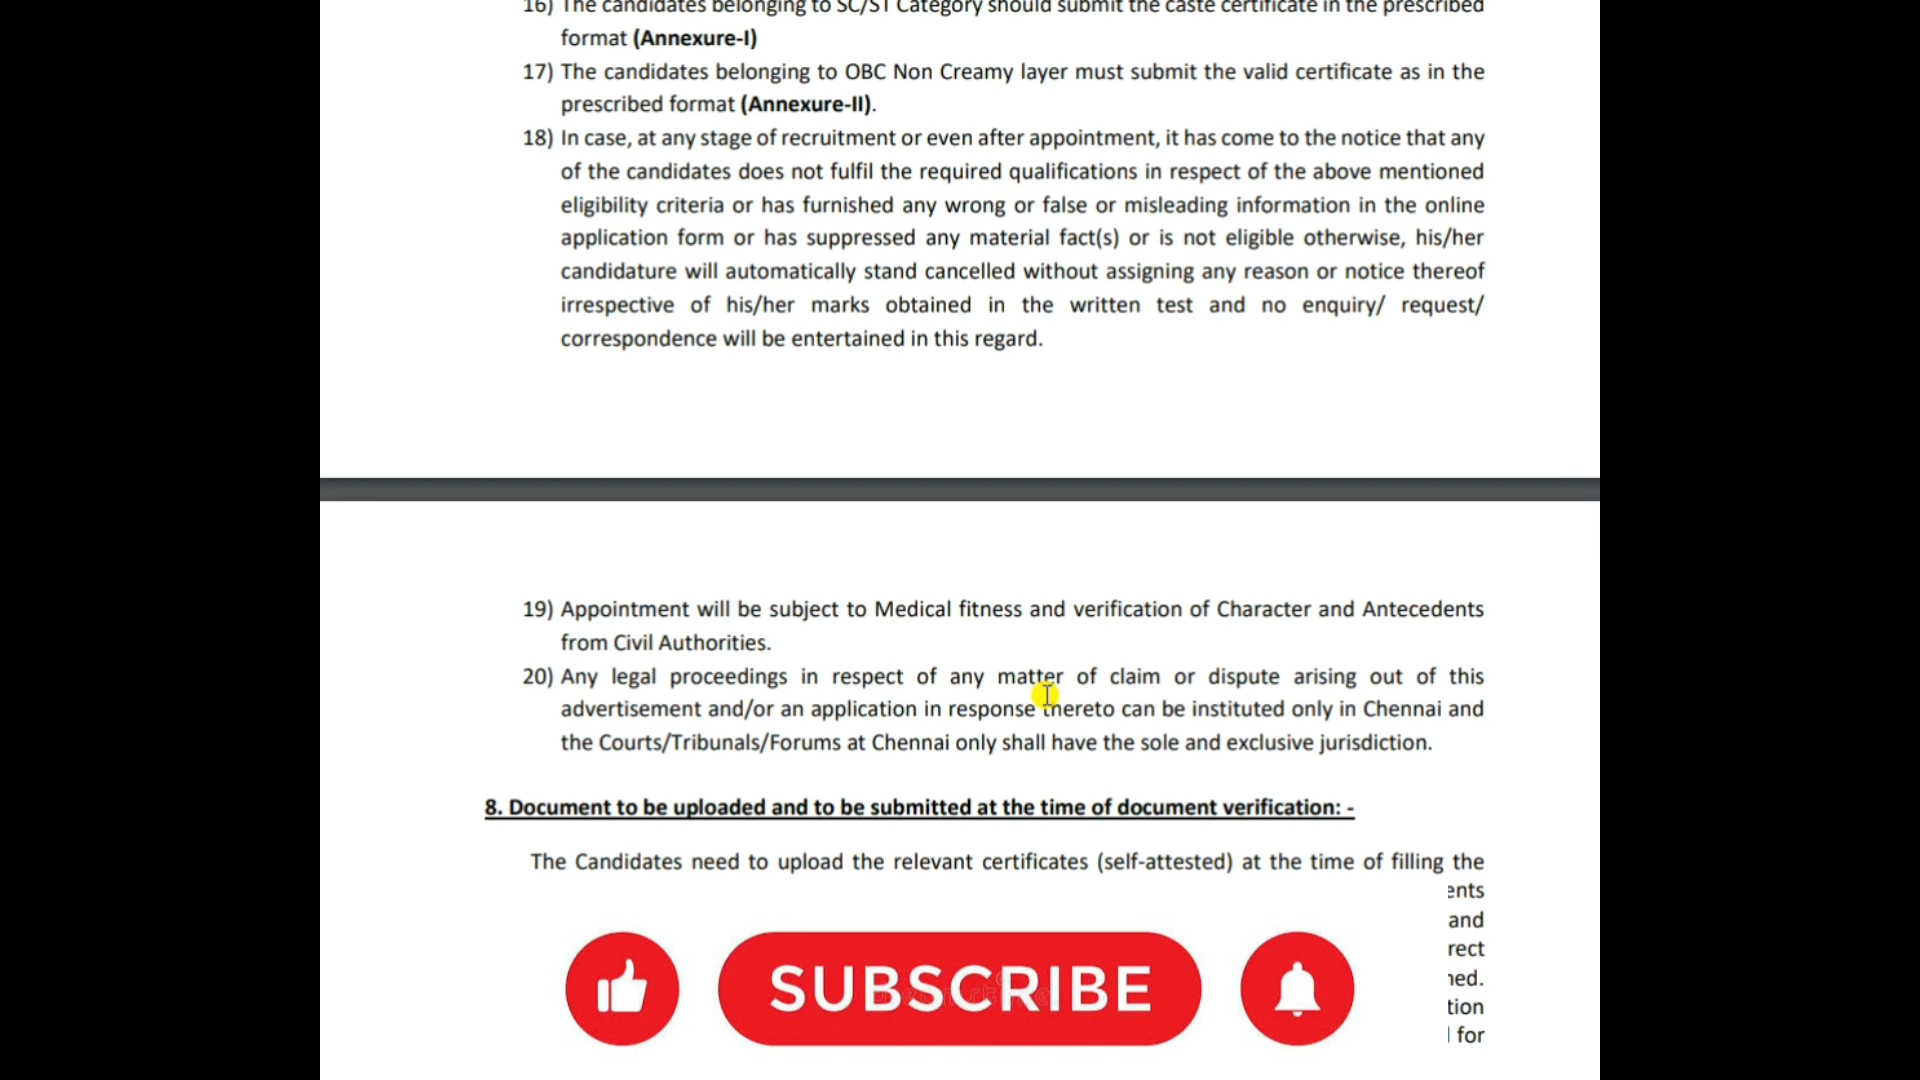 16) The candidates belonging to SC/ST Category should submit the caste certificate in the prescribed
format (Annexure-I)
17) The candidates belonging to OBC Non Creamy layer must submit the valid certificate as in the
prescribed format (Annexure-II).
18) In case, at any stage of recruitment or even after appointment, it has come to the notice that any
of the candidates does not fulfil the required qualifications in respect of the above mentioned
eligibility criteria or has furnished any wrong or false or misleading information in the online
application form or has suppressed any material fact(s) or is not eligible otherwise, his/her
candidature will automatically stand cancelled without assigning any reason or notice thereof
irrespective of his/her marks obtained in the written test and no enquiry/ request/
correspondence will be entertained in this regard.
19) Appointment will be subject to Medical fitness and verification of Character and Antecedents
from Civil Authorities.
20) Any legal proceedings in respect of any matter of claim or dispute arising out of this
advertisement and/or an application in response thereto can be instituted only in Chennai and
the Courts/Tribunals/Forums at Chennai only shall have the sole and exclusive jurisdiction.
8. Document to be uploaded and to be submitted at the time of document verification: -
The Candidates need to upload the relevant certificates (self-attested) at the time of filling the
ents
and
rect
ned.
tion
for
SUBSCRIBE